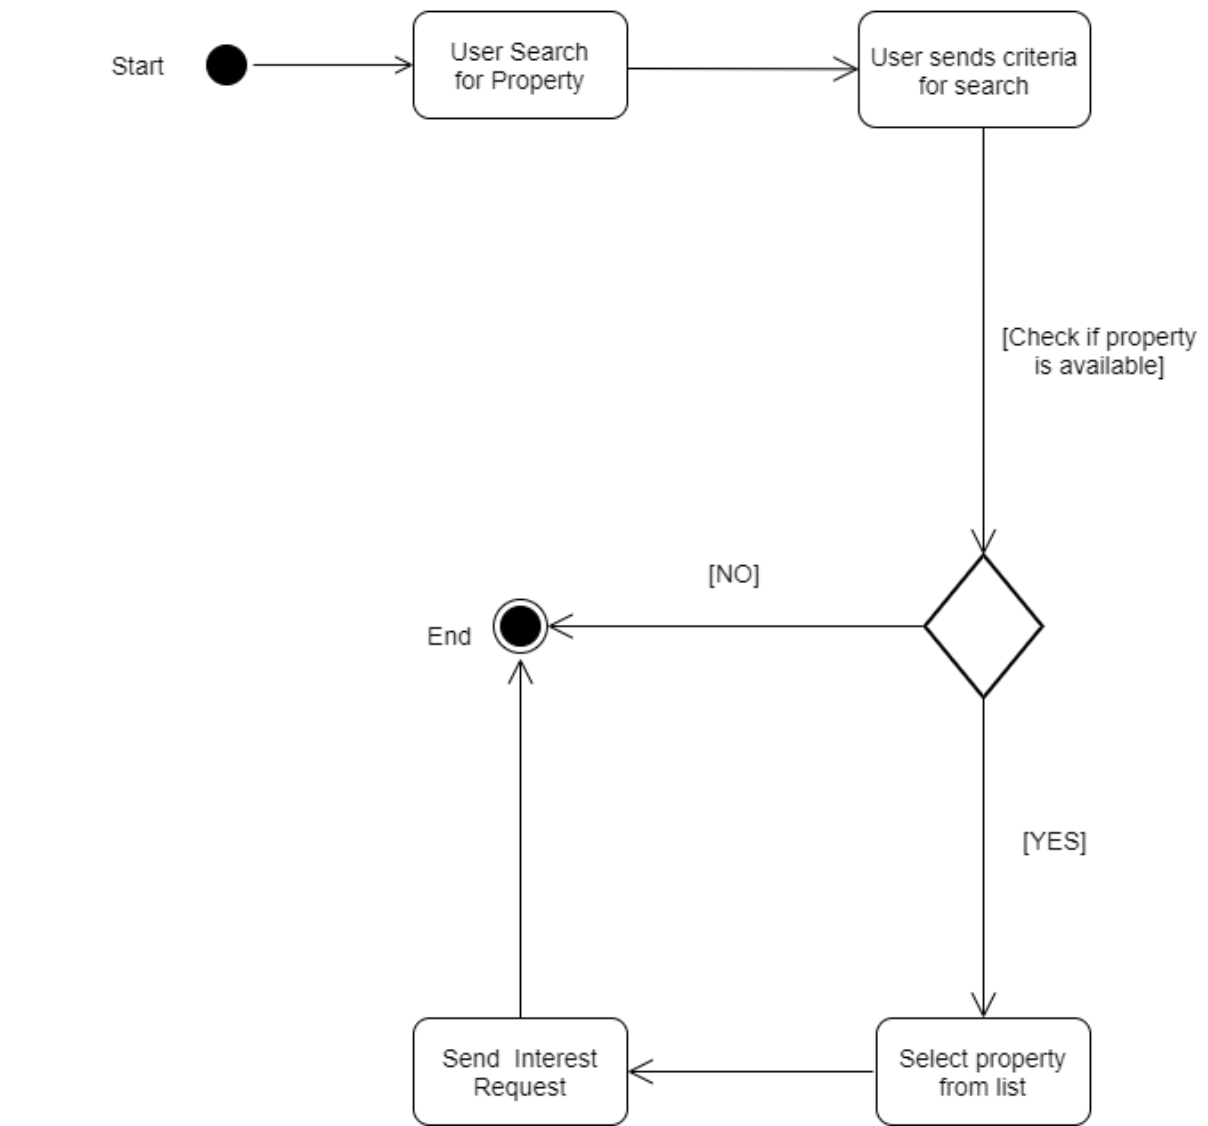 Start
User Search
for Property
User sends criteria
for search
[Check if property
is available]
[NO]
End
[YES]
Send  Interest
Request
Select property
from list